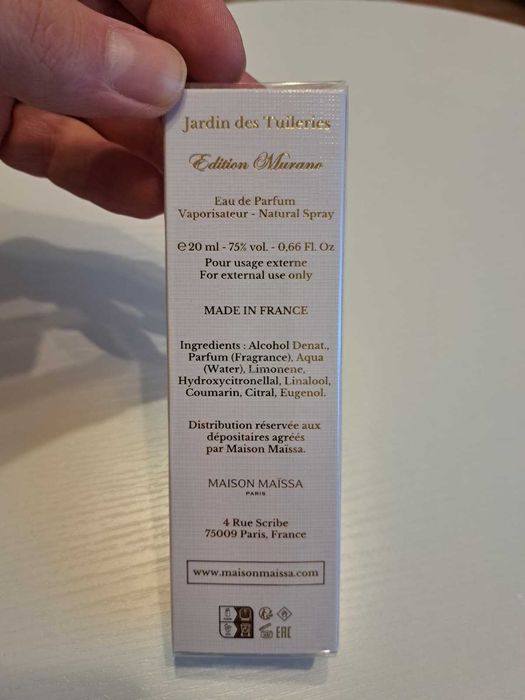 Jardin des Tuileries
Edition Murano
Eau de Parfum
Vaporisateur - Natural Spray
℮ 20 ml - 75% vol. - 0,66 Fl. Oz
Pour usage externe
For external use only
MADE IN FRANCE
Ingredients : Alcohol Denat.,
Parfum (Fragrance), Aqua
(Water), Limonene,
Hydroxycitronellal, Linalool,
Coumarin, Citral, Eugenol.
Distribution réservée aux
dépositaires agréés
par Maison Maïssa.
MAISON MAÏSSA
PARIS
4 Rue Scribe
75009 Paris, France
www.maisonmaissa.com
EAC